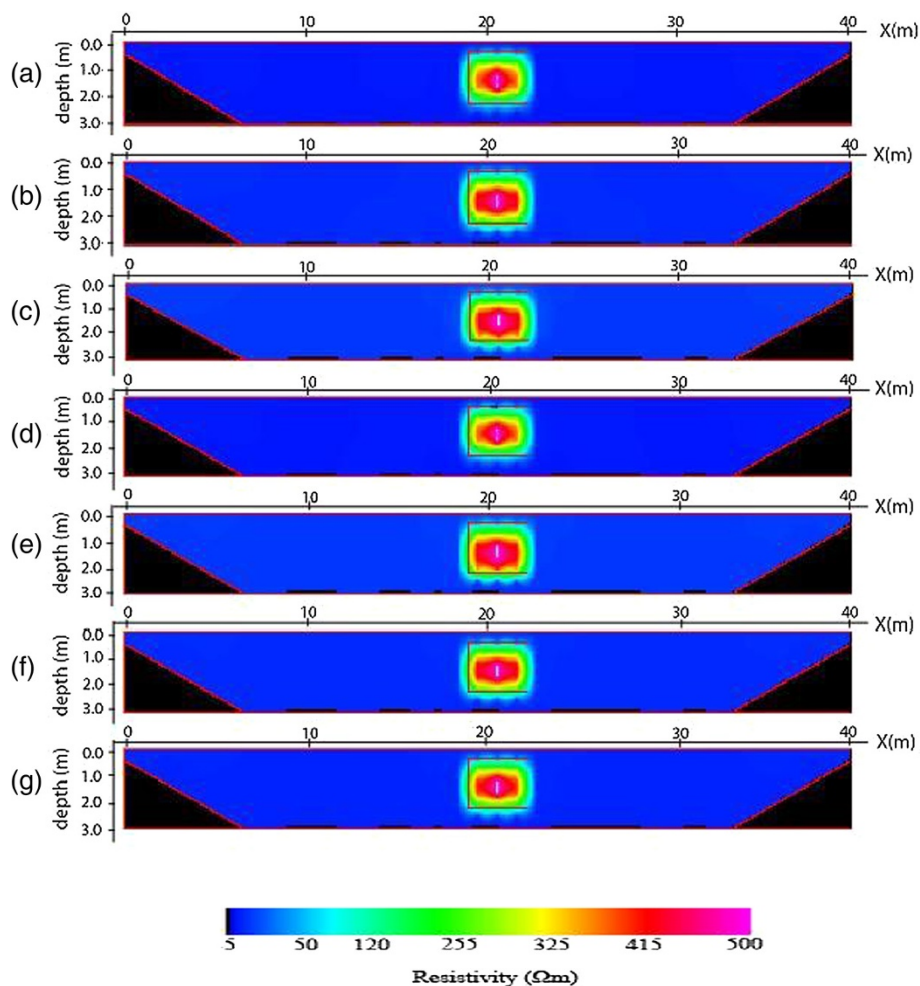 0 10 20 30 40 X(m)
(a) depth (m) 0.0 1.0 2.0 3.0
0 10 20 30 40 X(m)
(b) depth (m) 0.0 1.0 2.0 3.0
0 10 20 30 40 X(m)
(c) depth (m) 0.0 1.0 2.0 3.0
0 10 20 30 40 X(m)
(d) depth (m) 0.0 1.0 2.0 3.0
0 10 20 30 40 X(m)
(e) depth (m) 0.0 1.0 2.0 3.0
0 10 20 30 40 X(m)
(f) depth (m) 0.0 1.0 2.0 3.0
0 10 20 30 40 X(m)
(g) depth (m) 0.0 1.0 2.0 3.0
5 50 120 255 325 415 500
Resistivity (Ωm)